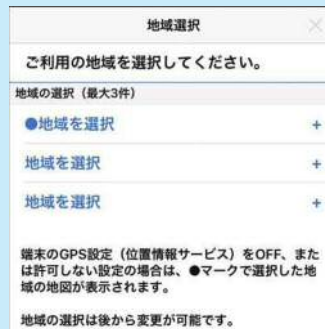 地域選択
ご利用の地域を選択してください。
地域の選択（最大3件）
●地域を選択 +
地域を選択 +
地域を選択 +
端末のGPS設定（位置情報サービス）をOFF、また
は許可しない設定の場合は、●マークで選択した地
域の地図が表示されます。
地域の選択は後から変更が可能です。